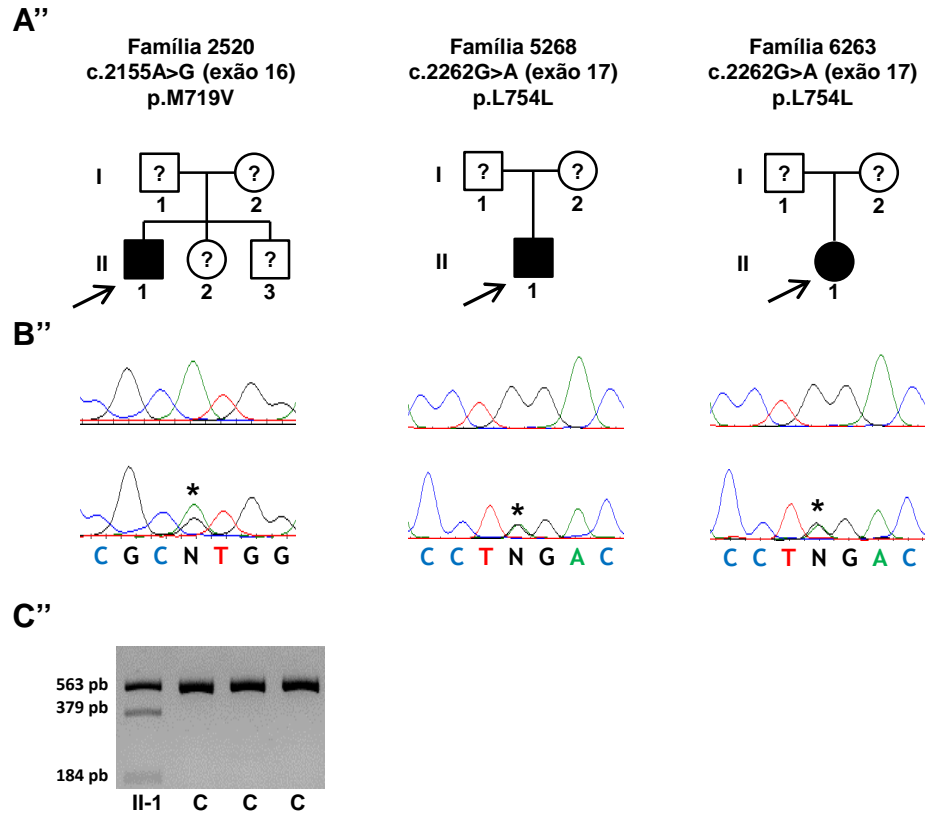 A’’
Família 2520
c.2155A>G (exão 16)
p.M719V
Família 5268
c.2262G>A (exão 17)
p.L754L
Família 6263
c.2262G>A (exão 17)
p.L754L
I ? ? I ? ? I ? ?
1 2 1 2 1 2
II ? ? II II
1 2 3 1 1
B’’
* * *
C G C N T G G C C T N G A C C C T N G A C
C’’
563 pb
379 pb
184 pb
II-1 C C C